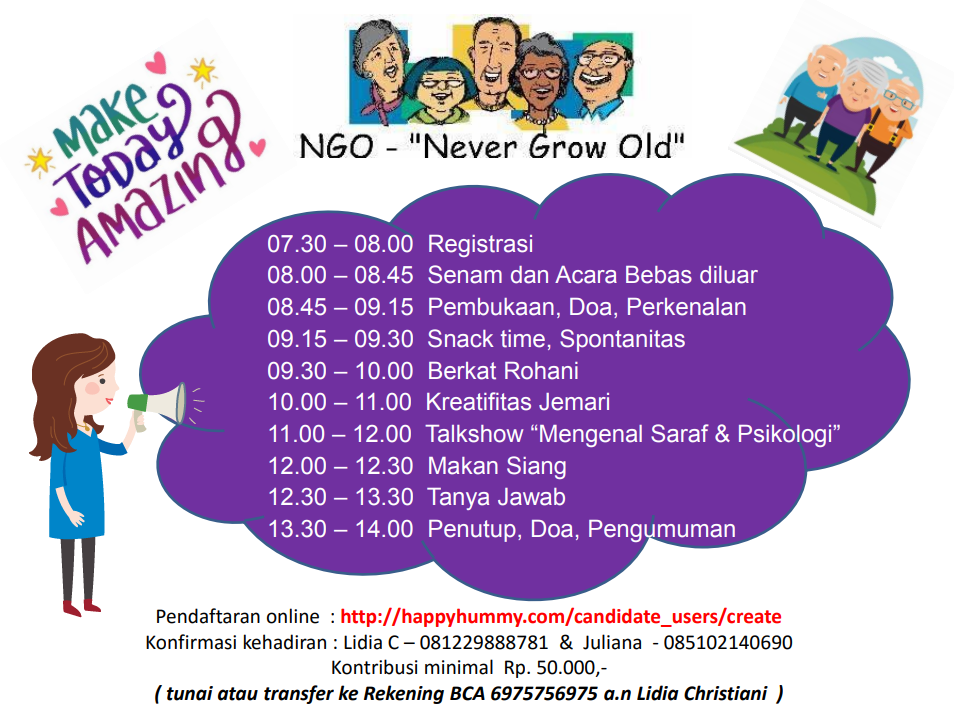 Make
Today
Amazing
NGO - "Never Grow Old"
07.30 – 08.00 Registrasi
08.00 – 08.45 Senam dan Acara Bebas diluar
08.45 – 09.15 Pembukaan, Doa, Perkenalan
09.15 – 09.30 Snack time, Spontanitas
09.30 – 10.00 Berkat Rohani
10.00 – 11.00 Kreatifitas Jemari
11.00 – 12.00 Talkshow “Mengenal Saraf & Psikologi”
12.00 – 12.30 Makan Siang
12.30 – 13.30 Tanya Jawab
13.30 – 14.00 Penutup, Doa, Pengumuman
Pendaftaran online : http://happyhummy.com/candidate_users/create
Konfirmasi kehadiran : Lidia C – 081229888781 & Juliana - 085102140690
Kontribusi minimal Rp. 50.000,-
( tunai atau transfer ke Rekening BCA 6975756975 a.n Lidia Christiani )